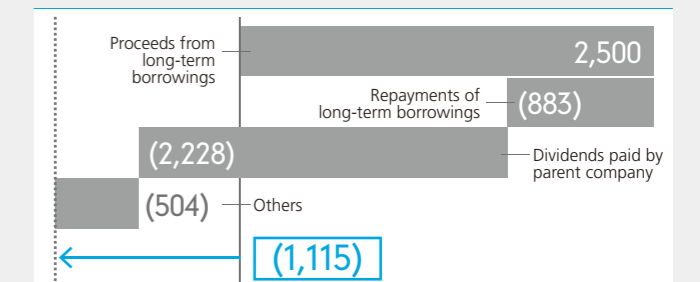 Proceeds from
long-term
borrowings
2,500
Repayments of
long-term borrowings
(883)
(2,228)
Dividends paid by
parent company
(504)
Others
(1,115)